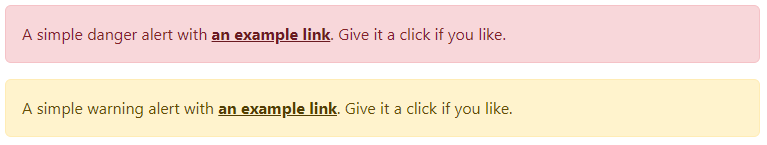 A simple danger alert with an example link. Give it a click if you like.
A simple warning alert with an example link. Give it a click if you like.